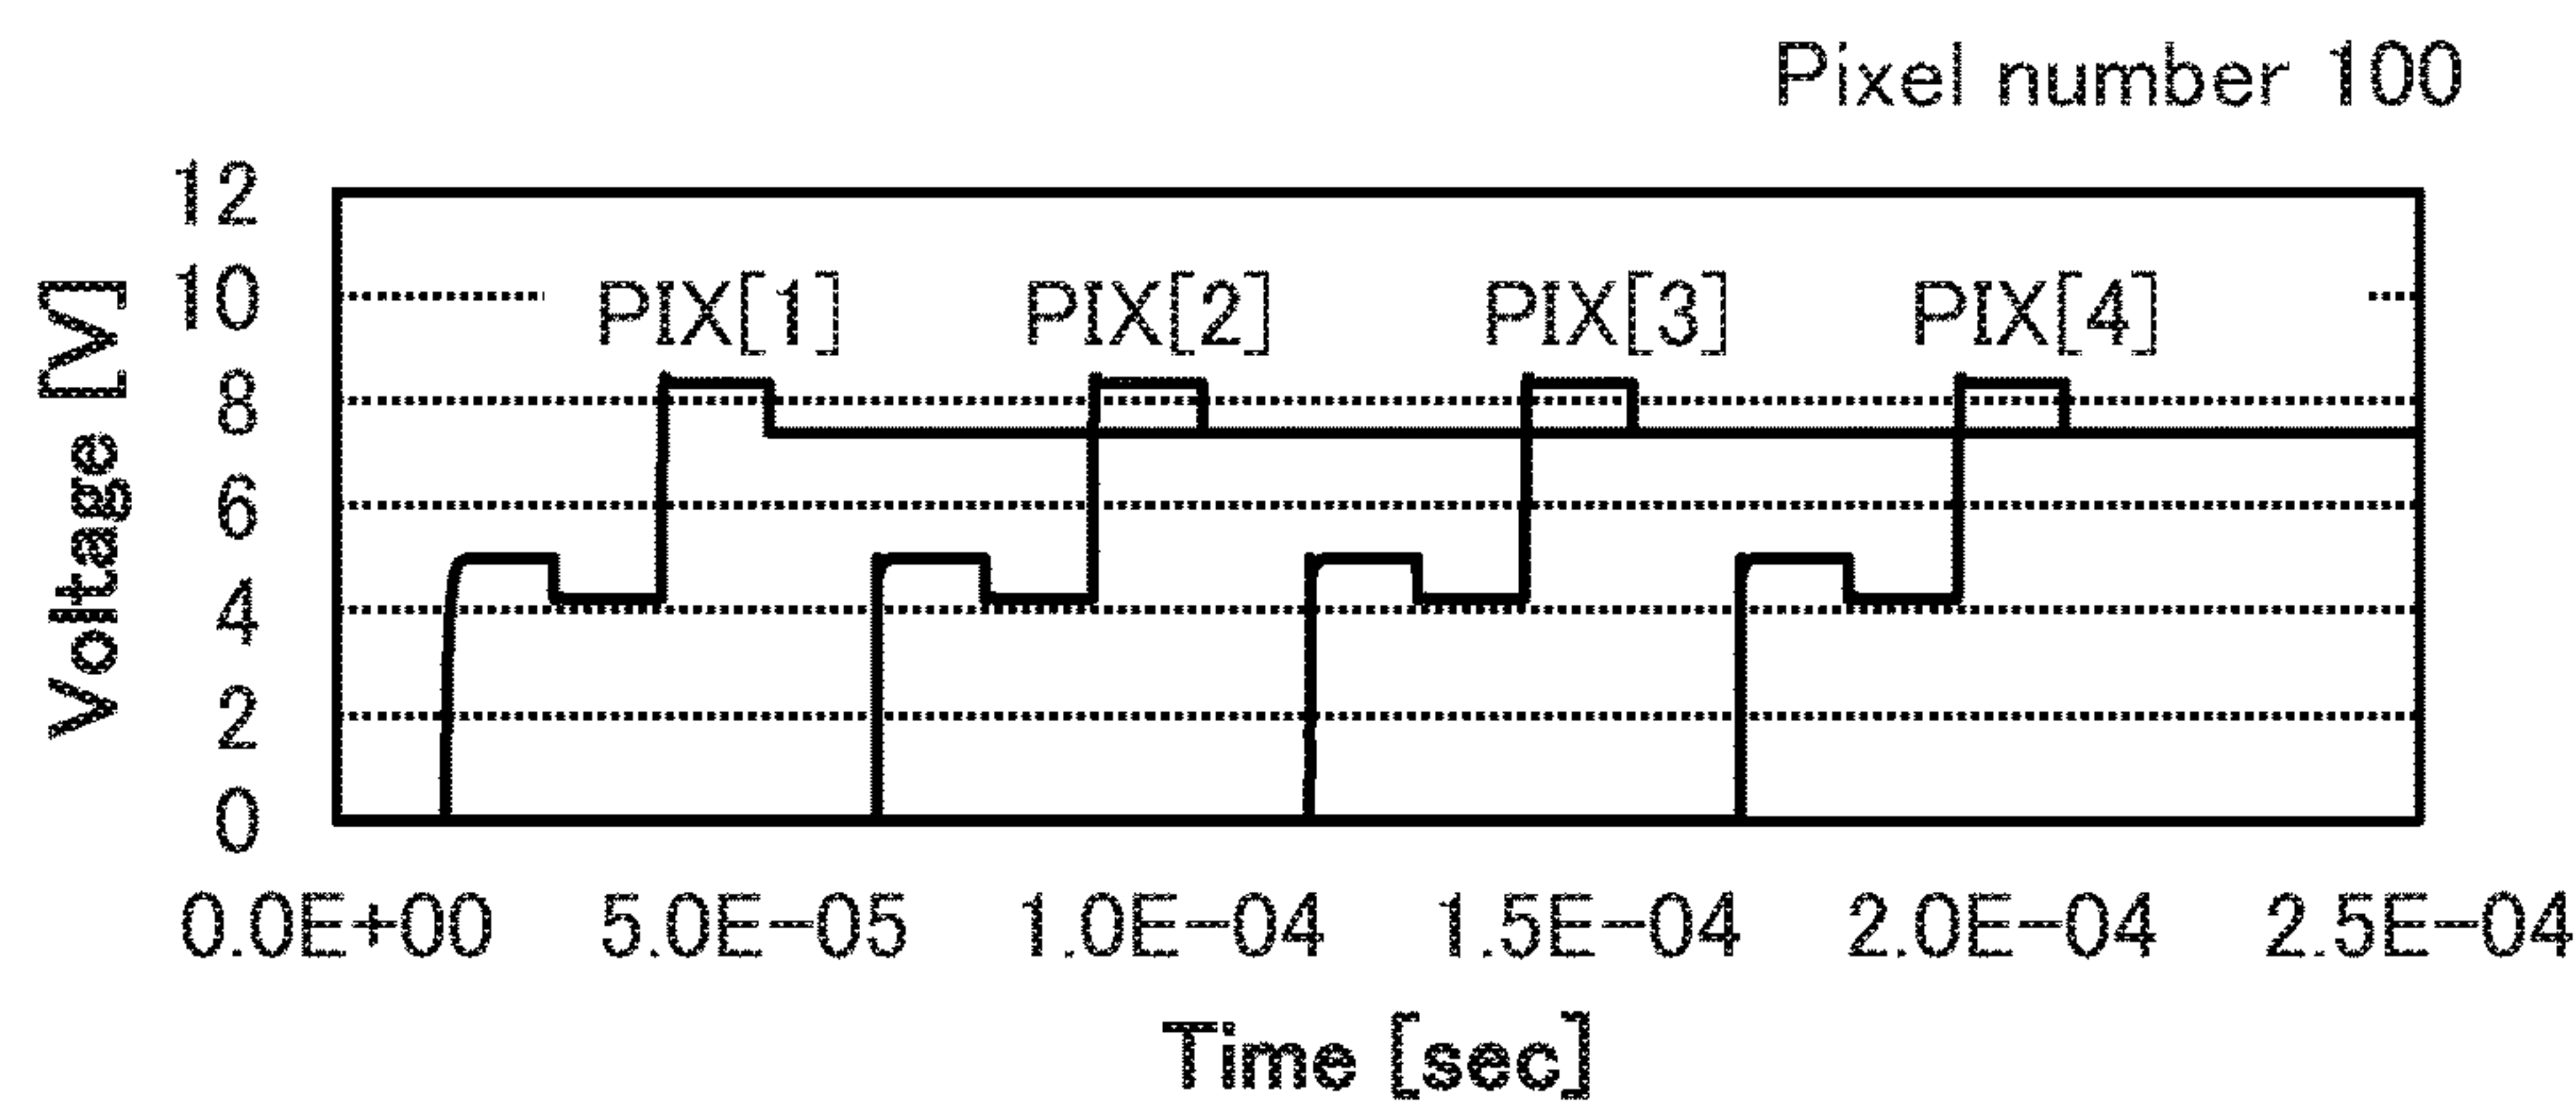 Pixel number 100
Voltage [V]
12
10
8
6
4
2
0
PIX[1] PIX[2] PIX[3] PIX[4]
0.0E+00 5.0E-05 1.0E-04 1.5E-04 2.0E-04 2.5E-04
Time [sec]